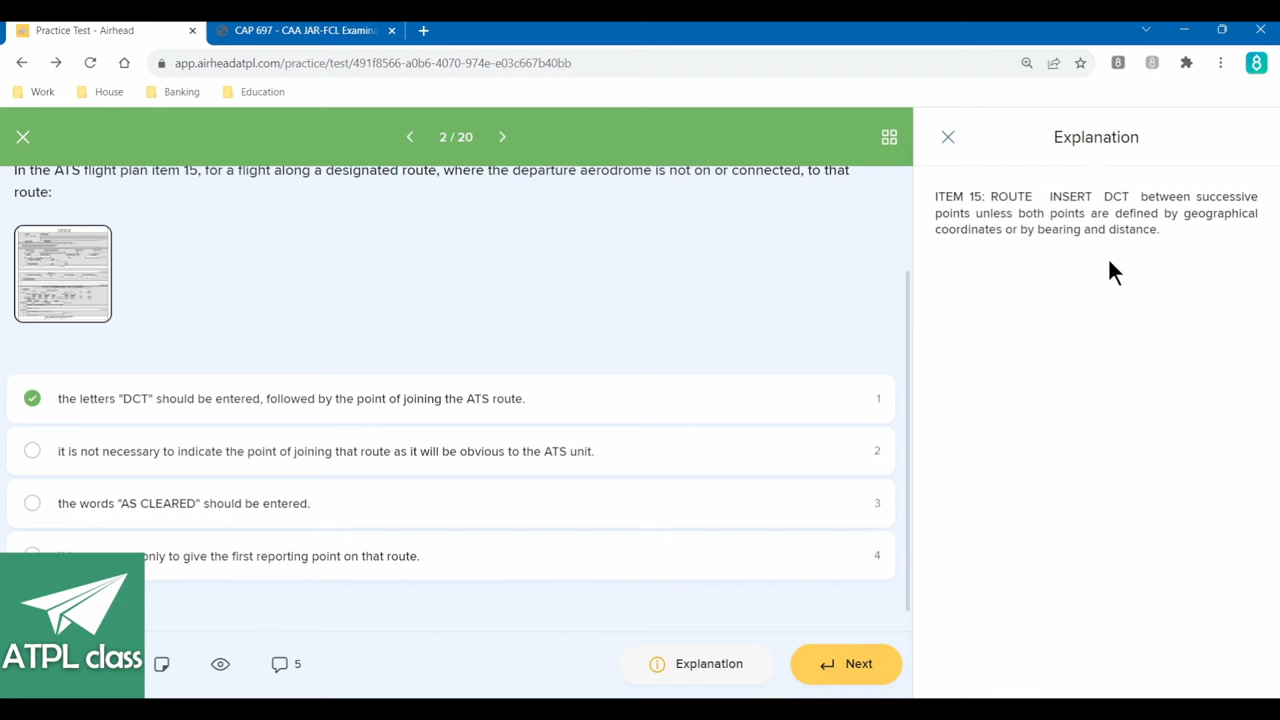 Practice Test - Airhead
CAP 697 - CAA JAR-FCL Examina
app.airheadatpl.com/practice/test/491f8566-a0b6-4070-974e-e03c667b40bb
Work House Banking Education
2 / 20
Explanation
In the ATS flight plan item 15, for a flight along a designated route, where the departure aerodrome is not on or connected, to that
route:
ITEM 15: ROUTE INSERT DCT between successive
points unless both points are defined by geographical
coordinates or by bearing and distance.
the letters "DCT" should be entered, followed by the point of joining the ATS route. 1
it is not necessary to indicate the point of joining that route as it will be obvious to the ATS unit. 2
the words "AS CLEARED" should be entered. 3
only to give the first reporting point on that route. 4
ATPL class
5
Explanation
Next